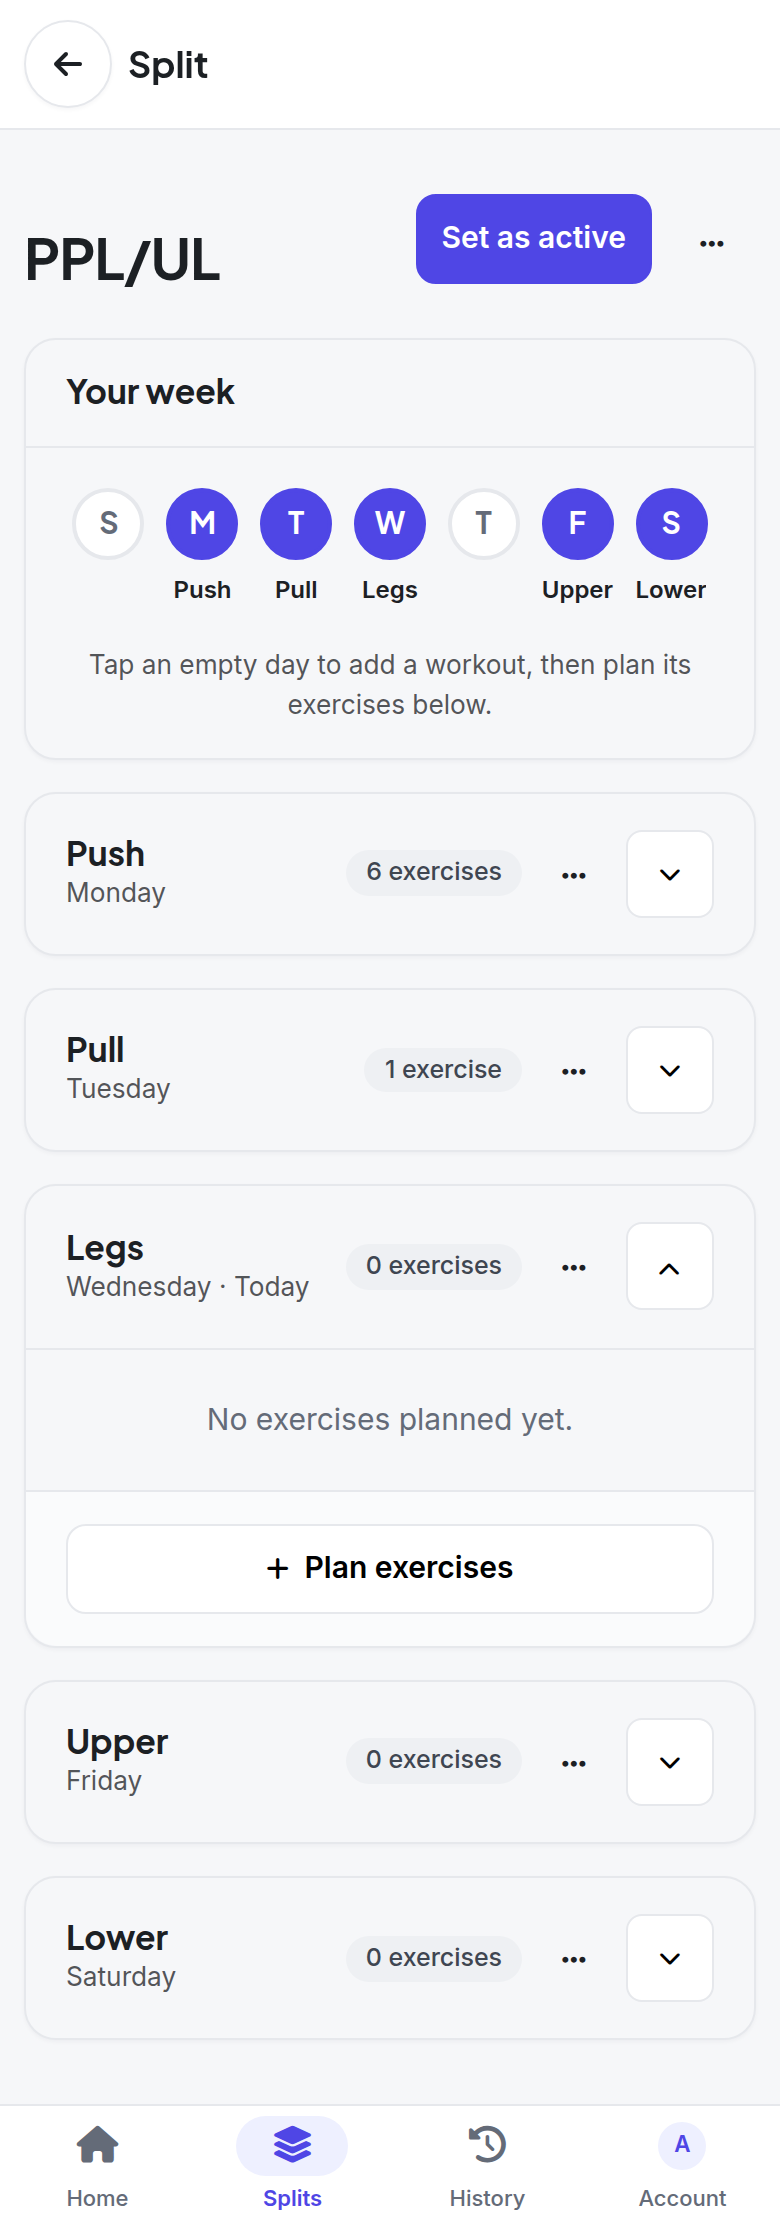 Split
PPL/UL
Set as active
Your week
S M T W T F S
Push Pull Legs Upper Lower
Tap an empty day to add a workout, then plan its
exercises below.
Push
Monday
6 exercises
Pull
Tuesday
1 exercise
Legs
Wednesday · Today
0 exercises
No exercises planned yet.
+ Plan exercises
Upper
Friday
0 exercises
Lower
Saturday
0 exercises
A
Home Splits History Account